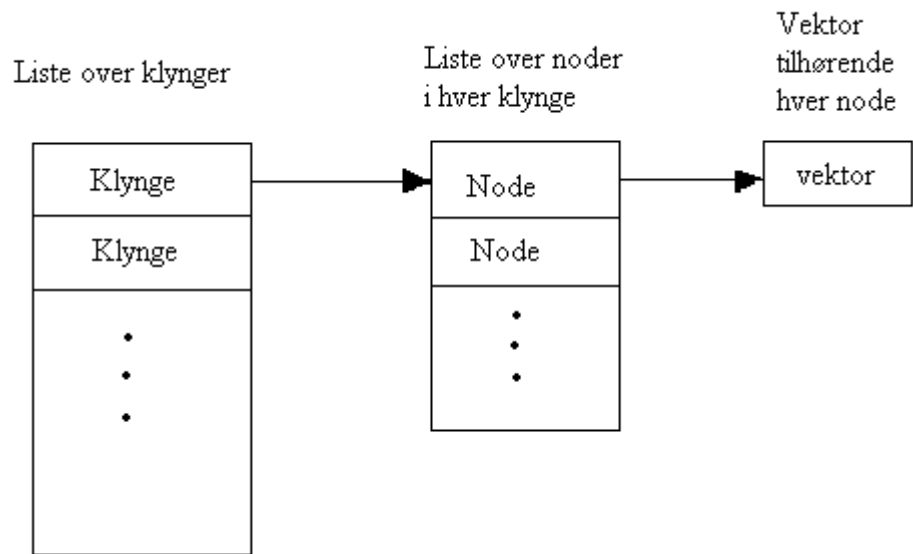 Liste over klynger
Liste over noder
i hver klynge
Vektor
tilhørende
hver node
Klynge
Klynge
Node
Node
vektor